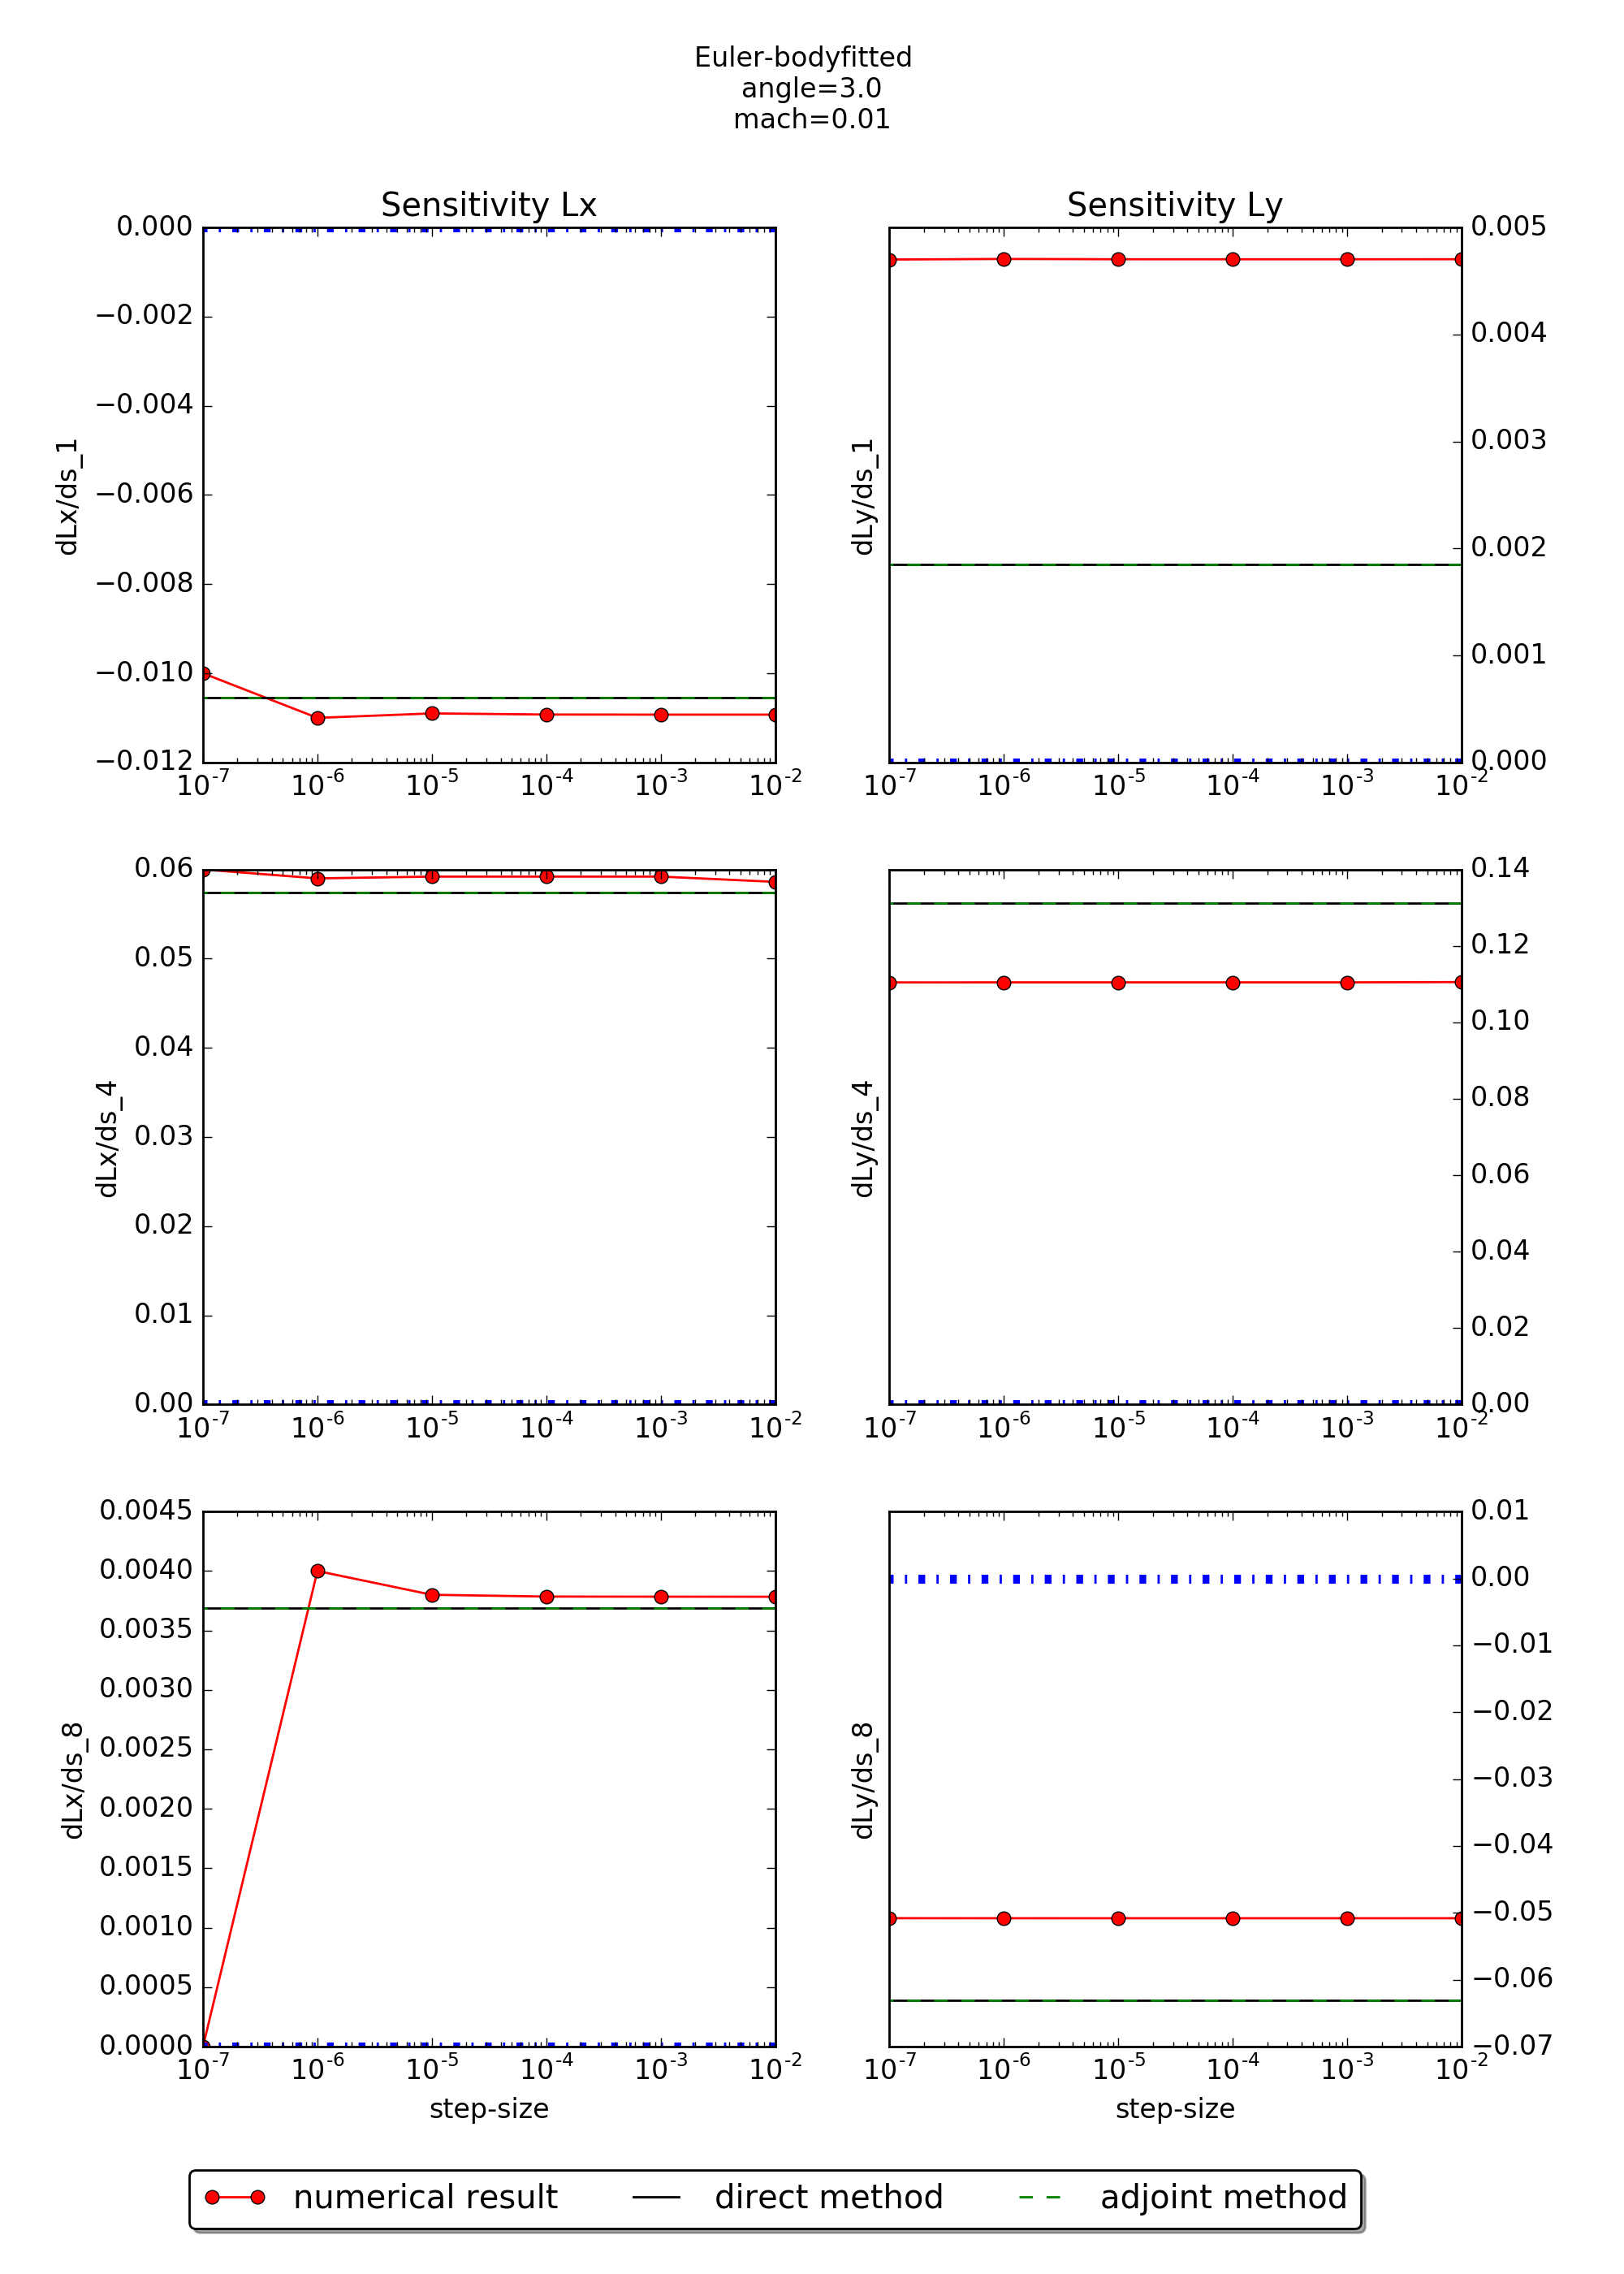 Euler-bodyfitted
angle=3.0
mach=0.01
Sensitivity Lx
Sensitivity Ly
0.000
−0.002
−0.004
−0.006
−0.008
−0.010
−0.012
dLx/ds_1
10-7 10-6 10-5 10-4 10-3 10-2
0.005
0.004
0.003
0.002
0.001
0.000
dLy/ds_1
10-7 10-6 10-5 10-4 10-3 10-2
0.06
0.05
0.04
0.03
0.02
0.01
0.00
dLx/ds_4
10-7 10-6 10-5 10-4 10-3 10-2
0.14
0.12
0.10
0.08
0.06
0.04
0.02
0.00
dLy/ds_4
10-7 10-6 10-5 10-4 10-3 10-2
0.0045
0.0040
0.0035
0.0030
0.0025
0.0020
0.0015
0.0010
0.0005
0.0000
dLx/ds_8
10-7 10-6 10-5 10-4 10-3 10-2
step-size
0.01
0.00
−0.01
−0.02
−0.03
−0.04
−0.05
−0.06
−0.07
dLy/ds_8
10-7 10-6 10-5 10-4 10-3 10-2
step-size
numerical result direct method adjoint method